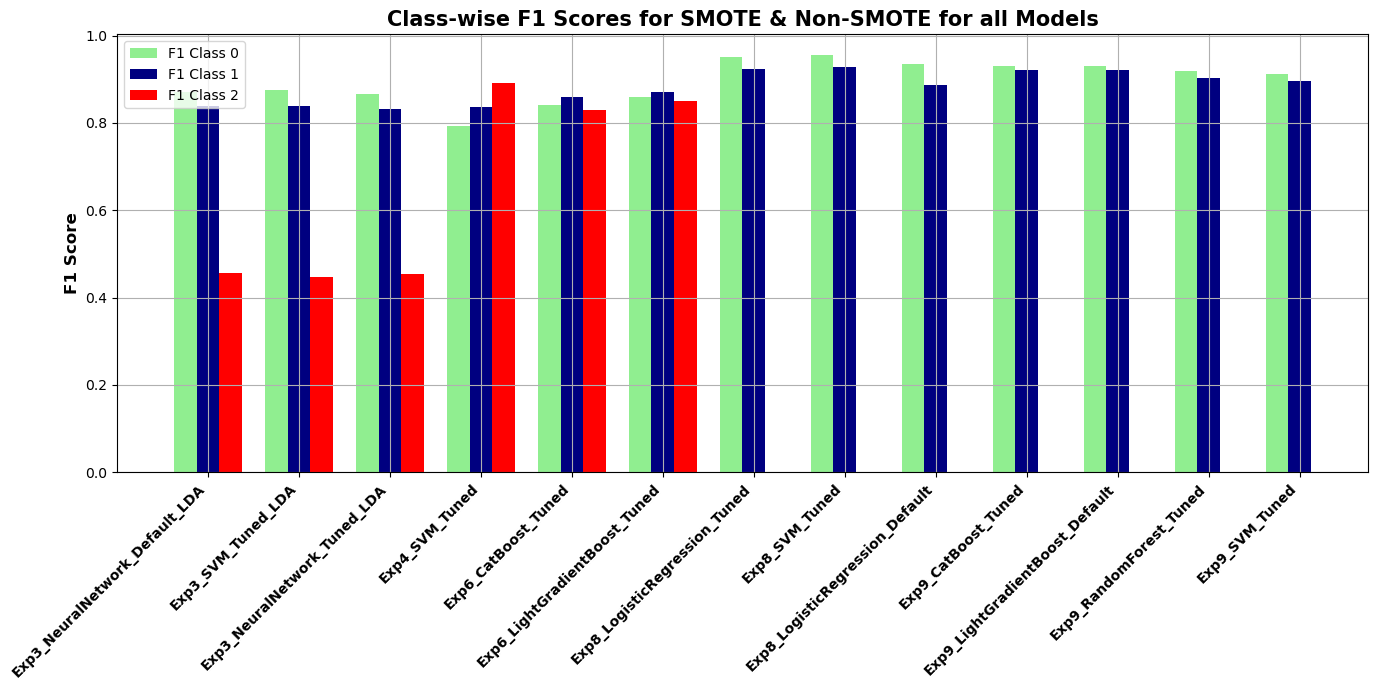 Class-wise F1 Scores for SMOTE & Non-SMOTE for all Models
F1 Class 0
F1 Class 1
F1 Class 2
F1 Score
1.0
0.8
0.6
0.4
0.2
0.0
Exp3_NeuralNetwork_Default_LDA
Exp3_SVM_Tuned_LDA
Exp3_NeuralNetwork_Tuned_LDA
Exp4_SVM_Tuned
Exp6_CatBoost_Tuned
Exp6_LightGradientBoost_Tuned
Exp8_LogisticRegression_Tuned
Exp8_SVM_Tuned
Exp8_LogisticRegression_Default
Exp9_CatBoost_Tuned
Exp9_LightGradientBoost_Default
Exp9_RandomForest_Tuned
Exp9_SVM_Tuned